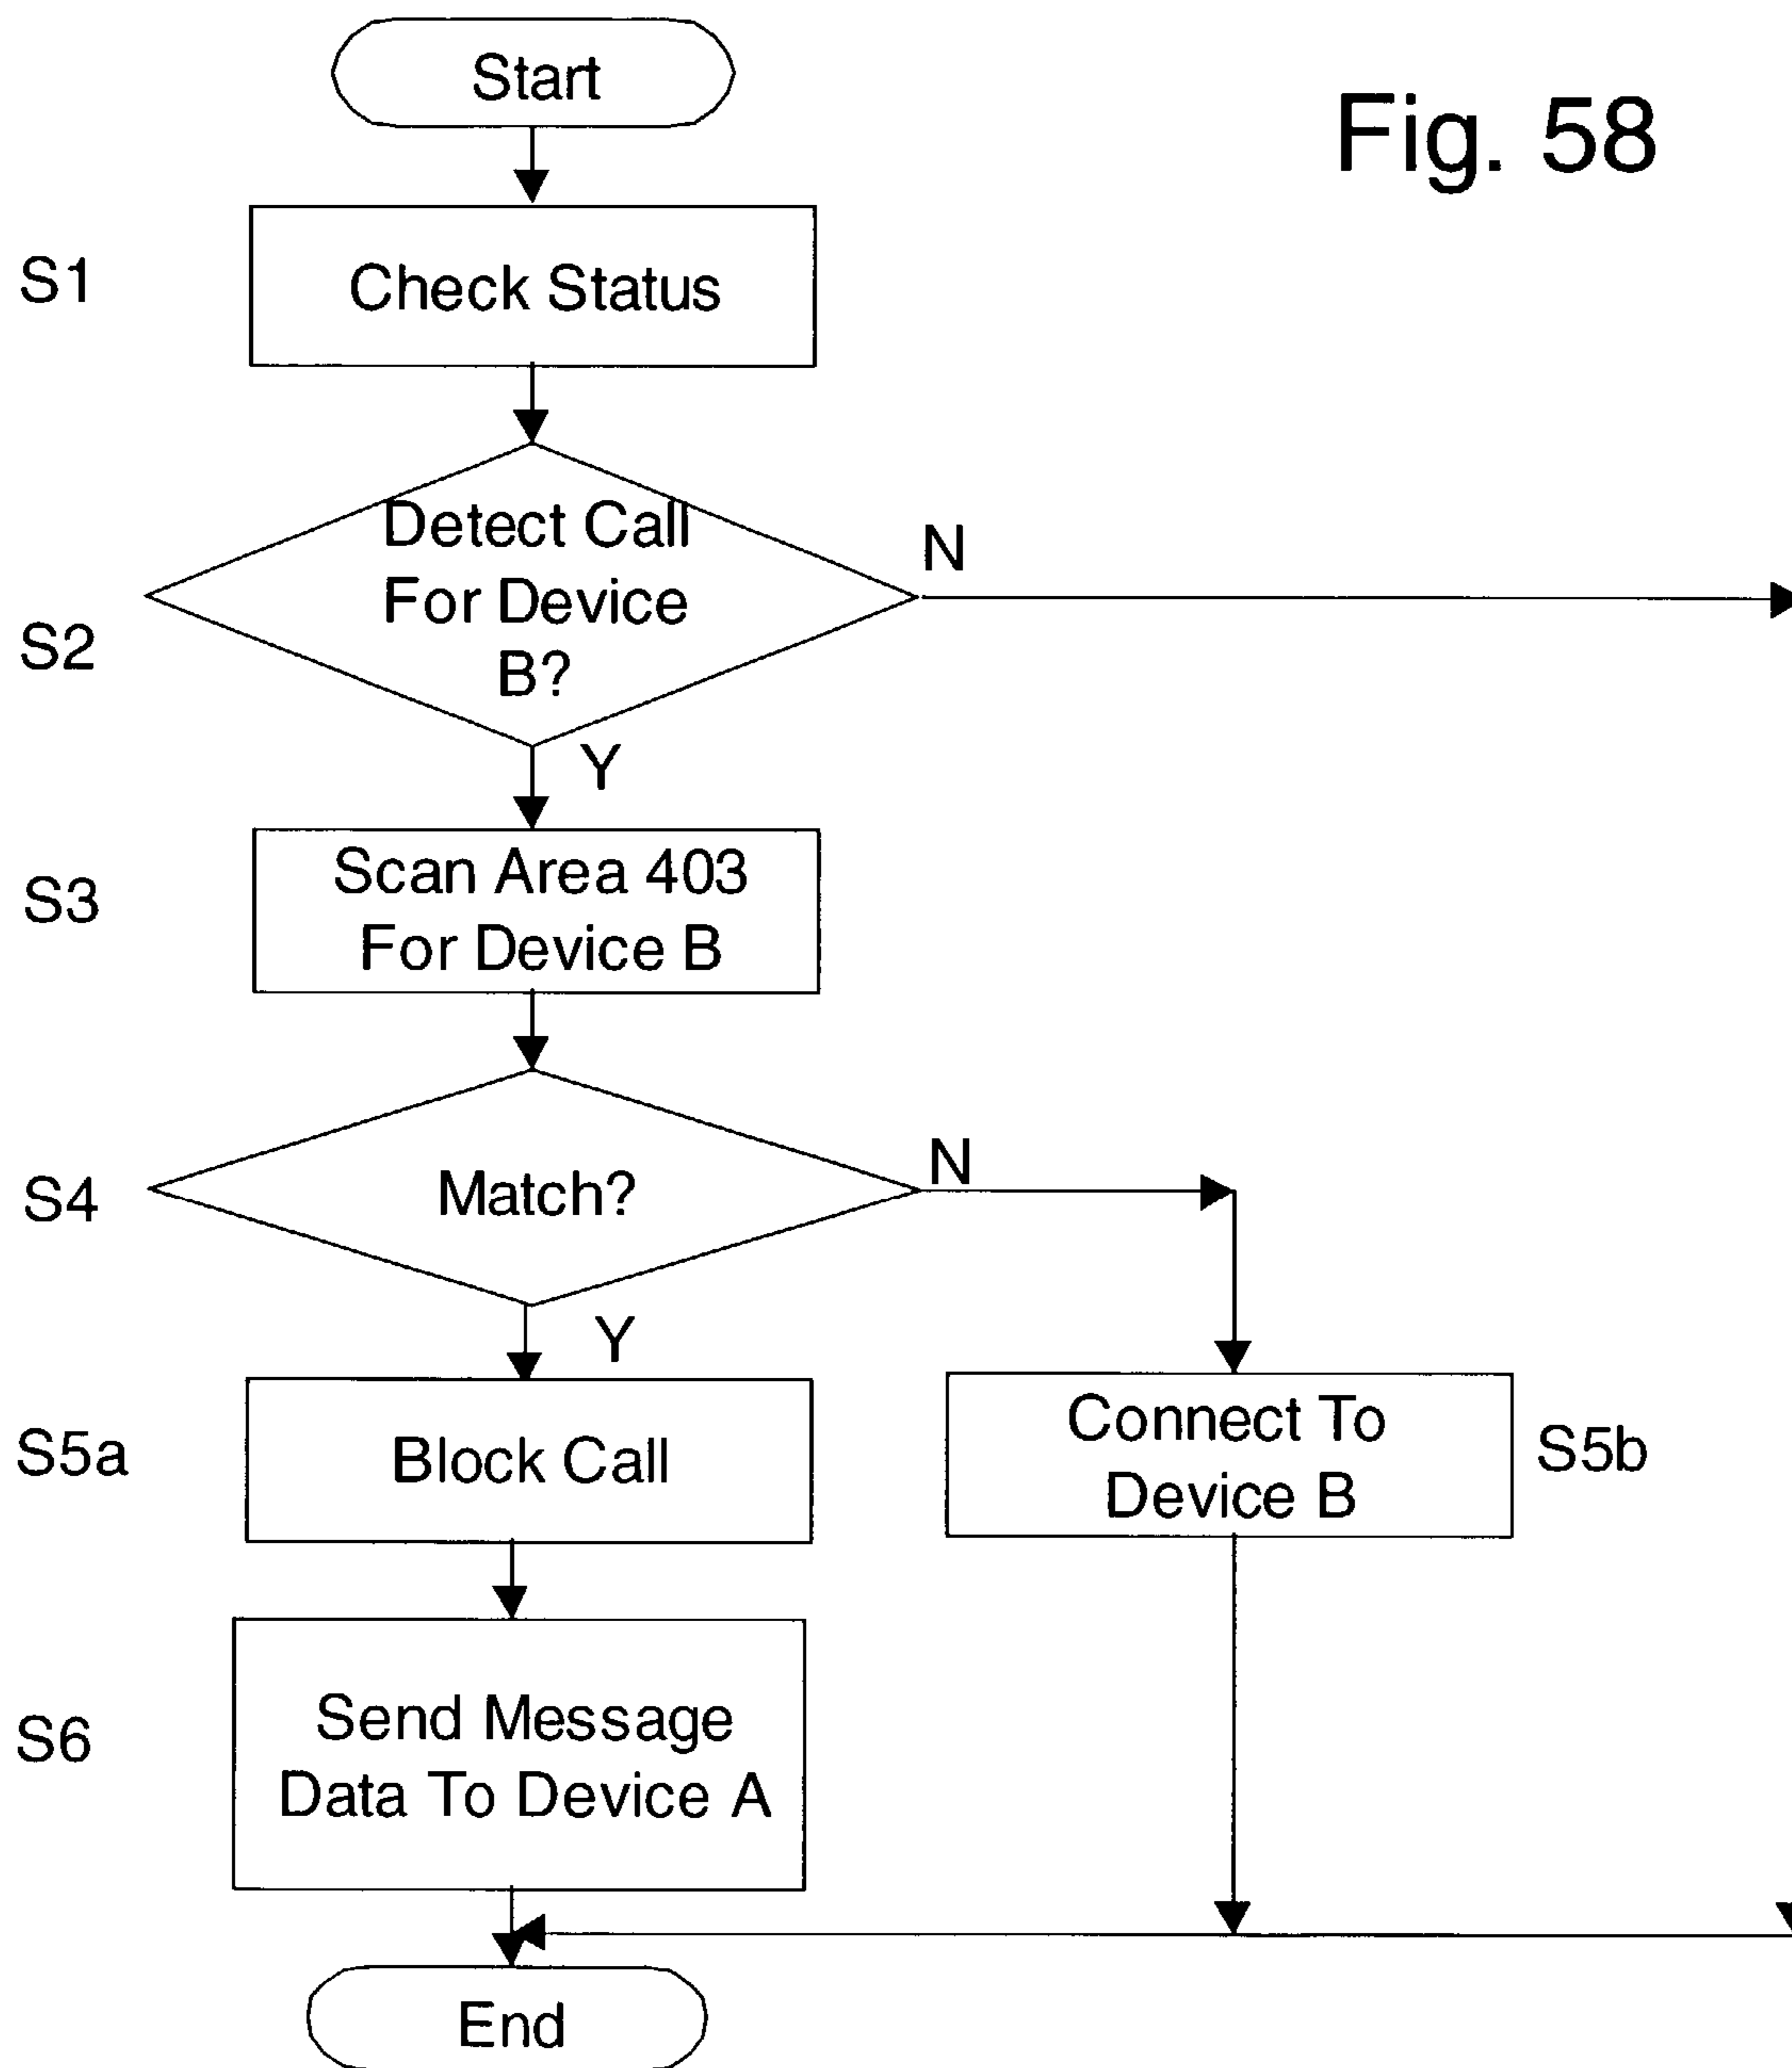 Start
Fig. 58
S1
Check Status
Detect Call
For Device
B?
N
S2
Y
Scan Area 403
For Device B
S3
S4
Match?
N
Y
S5a
Block Call
Connect To
Device B
S5b
S6
Send Message
Data To Device A
End